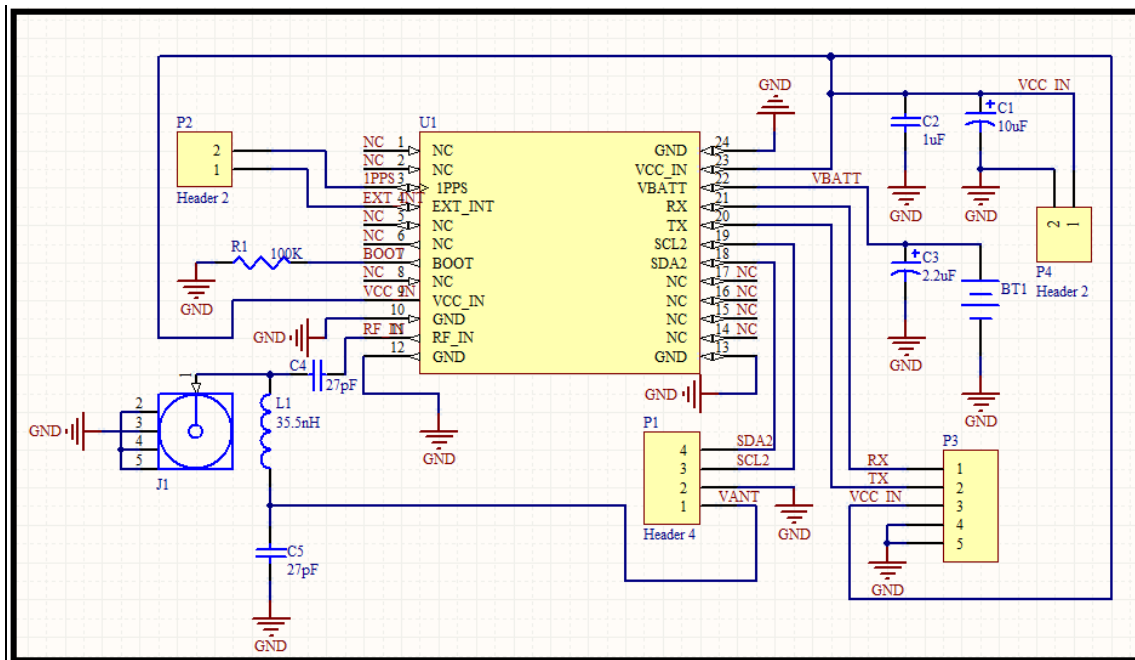 GND
VCC_IN
C1
10uF
C2
1uF
GND
GND
P4
Header 2
2
1
P2
2
1
Header 2
U1
NC 1 NC
NC 2 NC
1PPS 3 1PPS
EXT_INT 4 EXT_INT
NC 5 NC
NC 6 NC
BOOT 7 BOOT
NC 8 NC
VCC_IN 9 VCC_IN
10 GND
RF_IN 11 RF_IN
12 GND
GND 24
VCC_IN 23
VBATT 22 VBATT
RX 21
TX 20
SCL2 19
SDA2 18
NC 17 NC
NC 16 NC
NC 15 NC
NC 14 NC
GND 13
R1
100K
GND
GND
C3
2.2uF
BT1
GND
GND
C4
27pF
1
2
3
4
5
GND
J1
L1
35.5nH
GND
GND
P1
4 SDA2
3 SCL2
2
1 VANT
Header 4
GND
P3
RX 1
TX 2
VCC_IN 3
4
5
GND
C5
27pF
GND